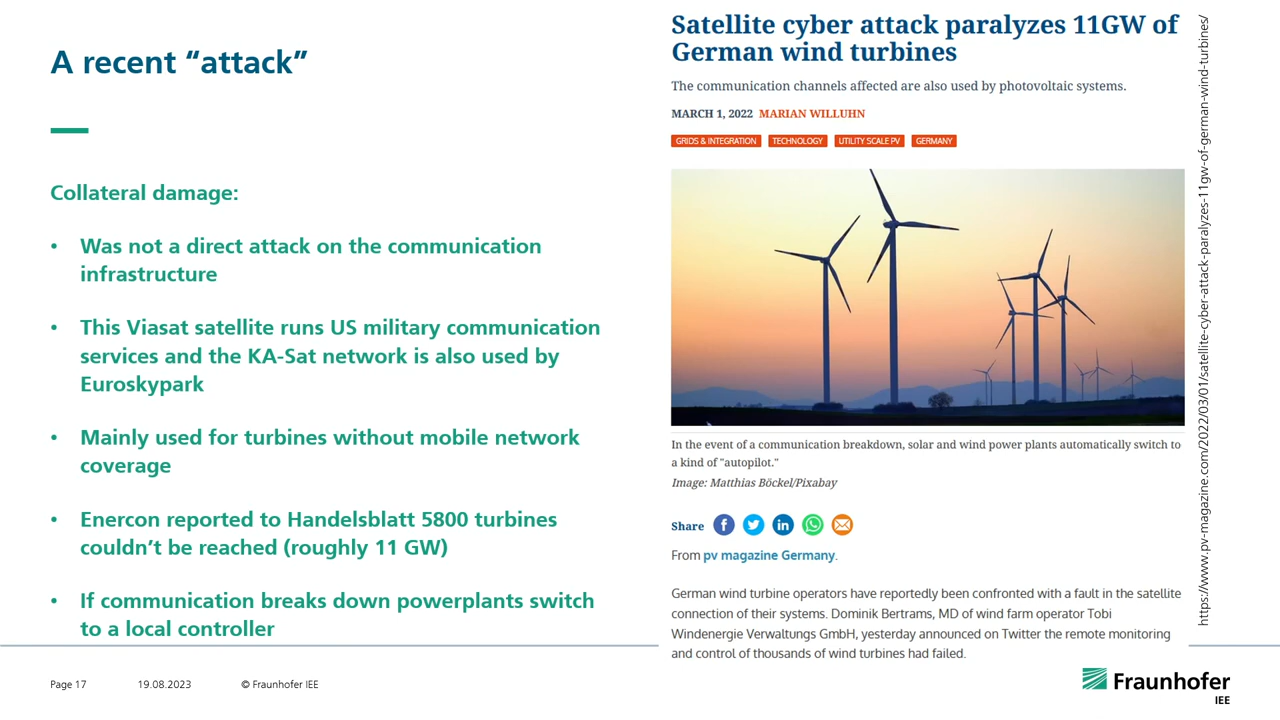 A recent “attack”
Collateral damage:
• Was not a direct attack on the communication
infrastructure
• This Viasat satellite runs US military communication
services and the KA-Sat network is also used by
Euroskypark
• Mainly used for turbines without mobile network
coverage
• Enercon reported to Handelsblatt 5800 turbines
couldn’t be reached (roughly 11 GW)
• If communication breaks down powerplants switch
to a local controller
Satellite cyber attack paralyzes 11GW of
German wind turbines
The communication channels affected are also used by photovoltaic systems.
MARCH 1, 2022 MARIAN WILLUHN
GRIDS & INTEGRATION TECHNOLOGY UTILITY SCALE PV GERMANY
In the event of a communication breakdown, solar and wind power plants automatically switch to
a kind of "autopilot."
Image: Matthias Böckel/Pixabay
Share
From pv magazine Germany.
German wind turbine operators have reportedly been confronted with a fault in the satellite
connection of their systems. Dominik Bertrams, MD of wind farm operator Tobi
Windenergie Verwaltungs GmbH, yesterday announced on Twitter the remote monitoring
and control of thousands of wind turbines had failed.
https://www.pv-magazine.com/2022/03/01/satellite-cyber-attack-paralyzes-11gw-of-german-wind-turbines/
Page 17 19.08.2023 © Fraunhofer IEE
Fraunhofer
IEE